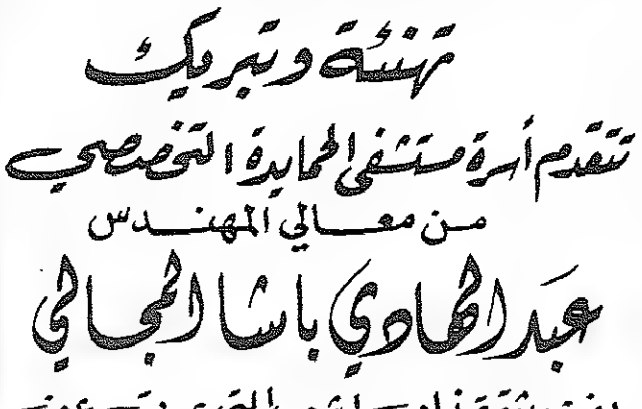 تهنئة وتبريك
تتقدم أسرة مستشفى الحمايدة التخصصي
من معالي المهندس
عبد الهادي باشا المجالي